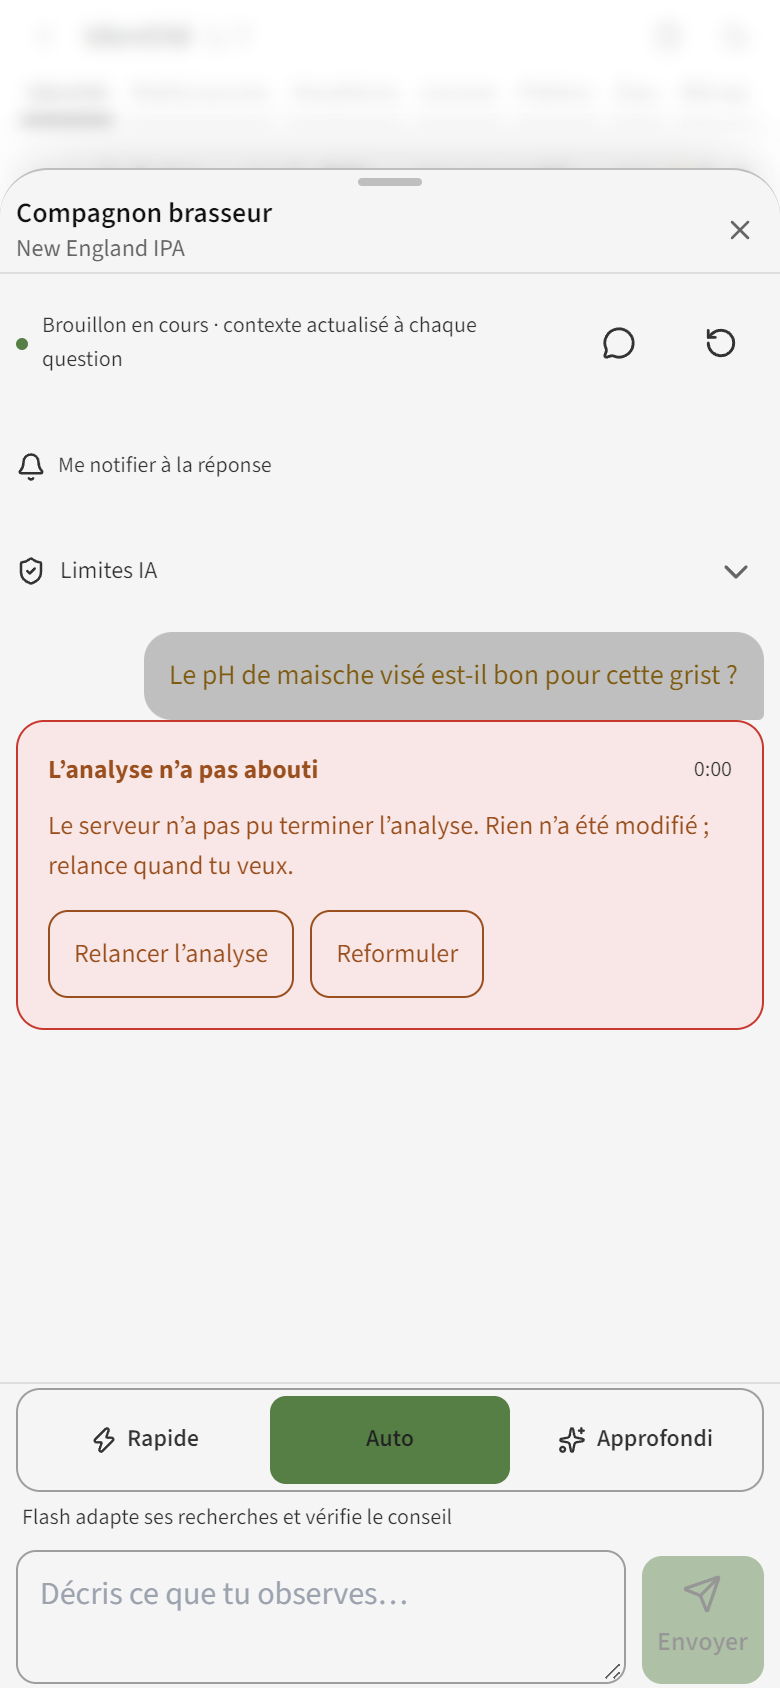 Compagnon brasseur
New England IPA
Brouillon en cours · contexte actualisé à chaque
question
Me notifier à la réponse
Limites IA
Le pH de maische visé est-il bon pour cette grist ?
L’analyse n’a pas abouti
0:00
Le serveur n’a pas pu terminer l’analyse. Rien n’a été modifié ;
relance quand tu veux.
Relancer l’analyse
Reformuler
Rapide
Auto
Approfondi
Flash adapte ses recherches et vérifie le conseil
Décris ce que tu observes…
Envoyer